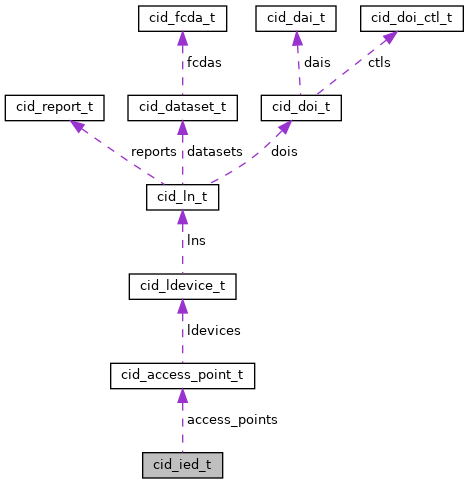 cid_fcda_t cid_dai_t cid_doi_ctl_t
fcdas dais ctls
cid_report_t cid_dataset_t cid_doi_t
reports datasets dois
cid_ln_t
lns
cid_ldevice_t
ldevices
cid_access_point_t
access_points
cid_ied_t